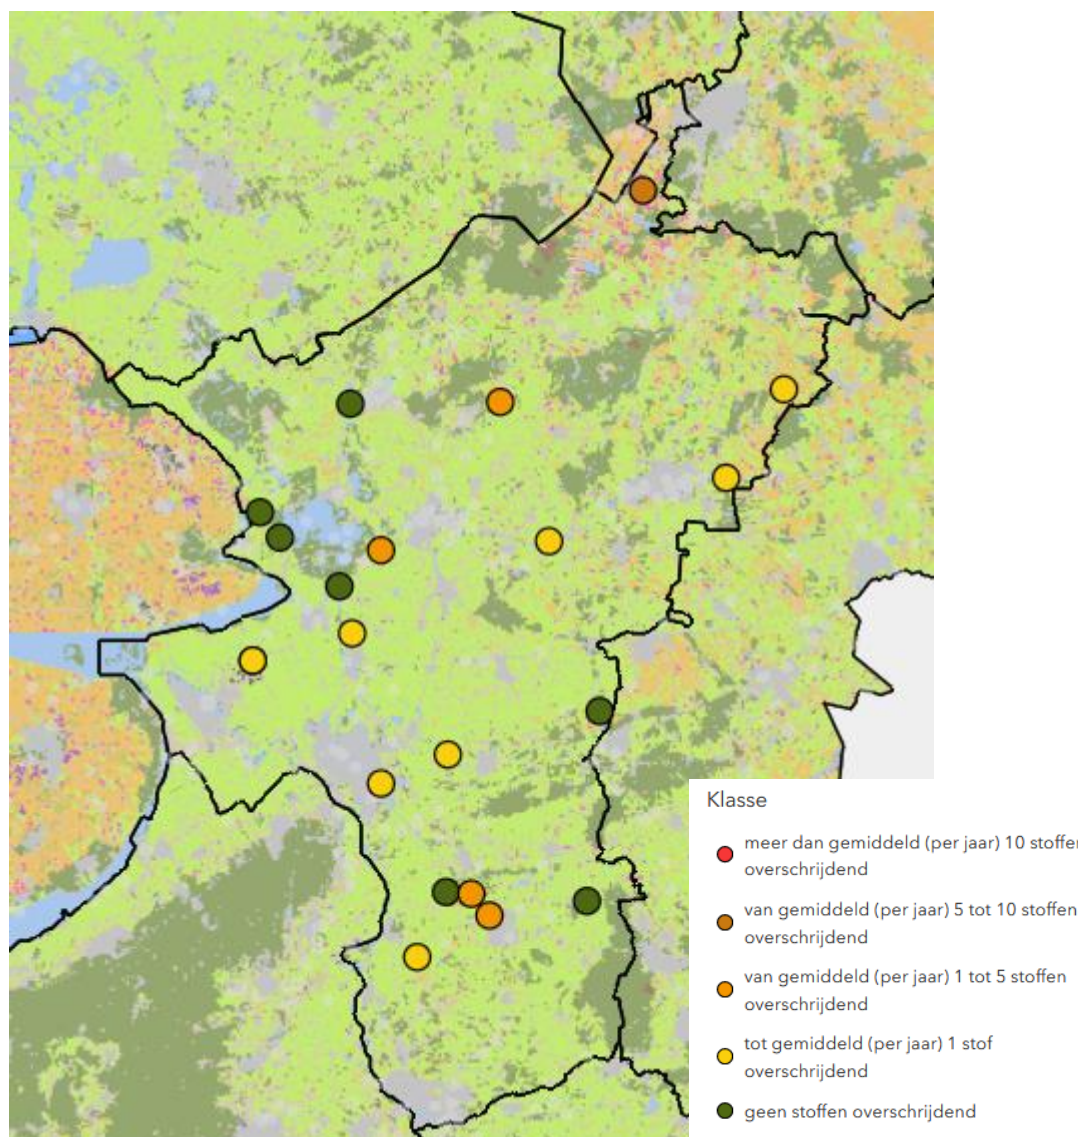 Klasse
meer dan gemiddeld (per jaar) 10 stoffen
overschrijdend
van gemiddeld (per jaar) 5 tot 10 stoffen
overschrijdend
van gemiddeld (per jaar) 1 tot 5 stoffen
overschrijdend
tot gemiddeld (per jaar) 1 stof
overschrijdend
geen stoffen overschrijdend